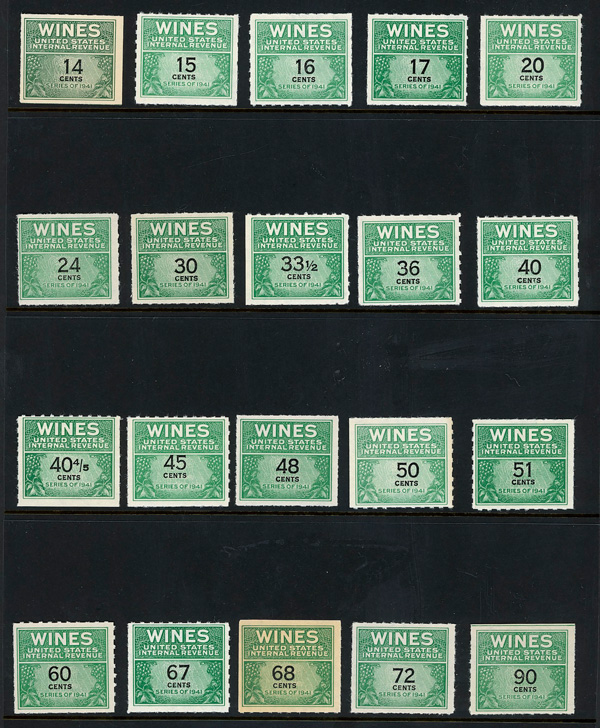 WINES
UNITED STATES
INTERNAL REVENUE
14
CENTS
SERIES OF 1941
WINES
UNITED STATES
INTERNAL REVENUE
15
CENTS
SERIES OF 1941
WINES
UNITED STATES
INTERNAL REVENUE
16
CENTS
SERIES OF 1941
WINES
UNITED STATES
INTERNAL REVENUE
17
CENTS
SERIES OF 1941
WINES
UNITED STATES
INTERNAL REVENUE
20
CENTS
SERIES OF 1941
WINES
UNITED STATES
INTERNAL REVENUE
24
CENTS
SERIES OF 1941
WINES
UNITED STATES
INTERNAL REVENUE
30
CENTS
SERIES OF 1941
WINES
UNITED STATES
INTERNAL REVENUE
33 1/2
CENTS
SERIES OF 1941
WINES
UNITED STATES
INTERNAL REVENUE
36
CENTS
SERIES OF 1941
WINES
UNITED STATES
INTERNAL REVENUE
40
CENTS
SERIES OF 1941
WINES
UNITED STATES
INTERNAL REVENUE
40 4/5
CENTS
SERIES OF 1941
WINES
UNITED STATES
INTERNAL REVENUE
45
CENTS
SERIES OF 1941
WINES
UNITED STATES
INTERNAL REVENUE
48
CENTS
SERIES OF 1941
WINES
UNITED STATES
INTERNAL REVENUE
50
CENTS
SERIES OF 1941
WINES
UNITED STATES
INTERNAL REVENUE
51
CENTS
SERIES OF 1941
WINES
UNITED STATES
INTERNAL REVENUE
60
CENTS
SERIES OF 1941
WINES
UNITED STATES
INTERNAL REVENUE
67
CENTS
SERIES OF 1941
WINES
UNITED STATES
INTERNAL REVENUE
68
CENTS
SERIES OF 1941
WINES
UNITED STATES
INTERNAL REVENUE
72
CENTS
SERIES OF 1941
WINES
UNITED STATES
INTERNAL REVENUE
90
CENTS
SERIES OF 1941